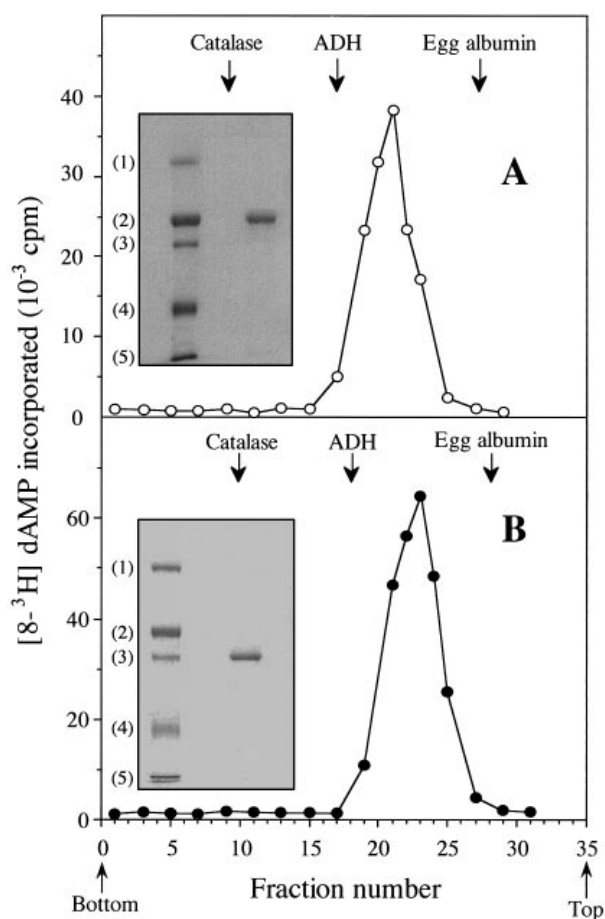 Catalase ADH Egg albumin
40
30
20
10
0
A
(1)
(2)
(3)
(4)
(5)
[8-³H] dAMP incorporated (10⁻³ cpm)
Catalase ADH Egg albumin
60
40
20
0
B
(1)
(2)
(3)
(4)
(5)
0 5 10 15 20 25 30 35
Bottom Fraction number Top